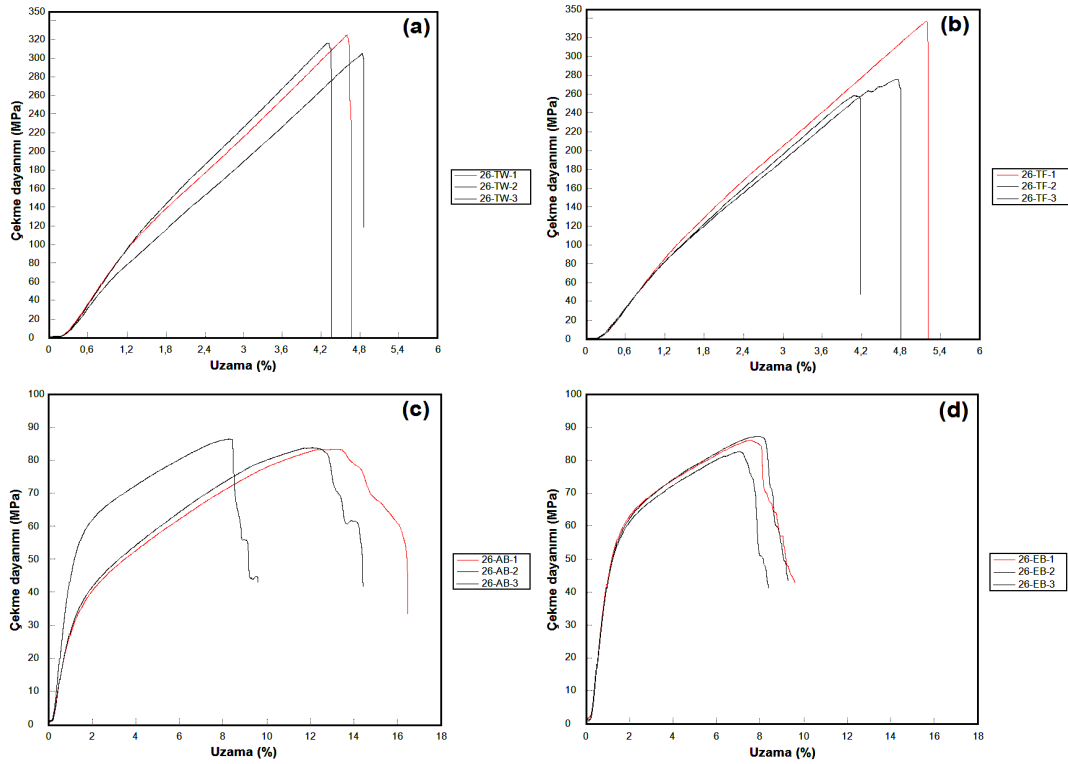 (a)
Çekme dayanımı (MPa)
350
300
280
260
240
220
200
180
160
140
120
100
80
60
40
20
0
0 0,6 1,2 1,8 2,4 3 3,6 4,2 4,8 5,4 6
Uzama (%)
26-TW-1
26-TW-2
26-TW-3
(b)
Çekme dayanımı (MPa)
350
300
280
260
240
220
200
180
160
140
120
100
80
60
40
20
0
0 0,6 1,2 1,8 2,4 3 3,6 4,2 4,8 5,4 6
Uzama (%)
26-TF-1
26-TF-2
26-TF-3
(c)
Çekme dayanımı (MPa)
100
90
80
70
60
50
40
30
20
10
0
0 2 4 6 8 10 12 14 16 18
Uzama (%)
26-AB-1
26-AB-2
26-AB-3
(d)
Çekme dayanımı (MPa)
100
90
80
70
60
50
40
30
20
10
0
0 2 4 6 8 10 12 14 16 18
Uzama (%)
26-EB-1
26-EB-2
26-EB-3